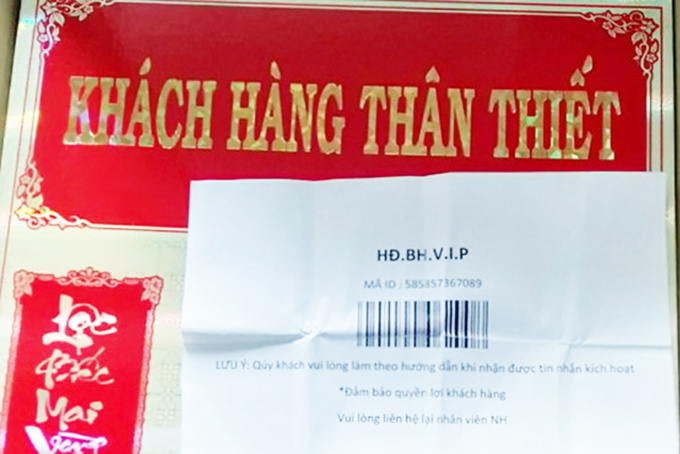 KHÁCH HÀNG THÂN THIẾT
HĐ.BH.V.I.P
MÃ ID : 585857367089
LƯU Ý: Qúy khách vui lòng làm theo hướng dẫn khi nhận được tin nhắn kích hoạt
*Đảm bảo quyền lợi khách hàng
Vui lòng liên hệ lại nhân viên NH
Lộc
Mai